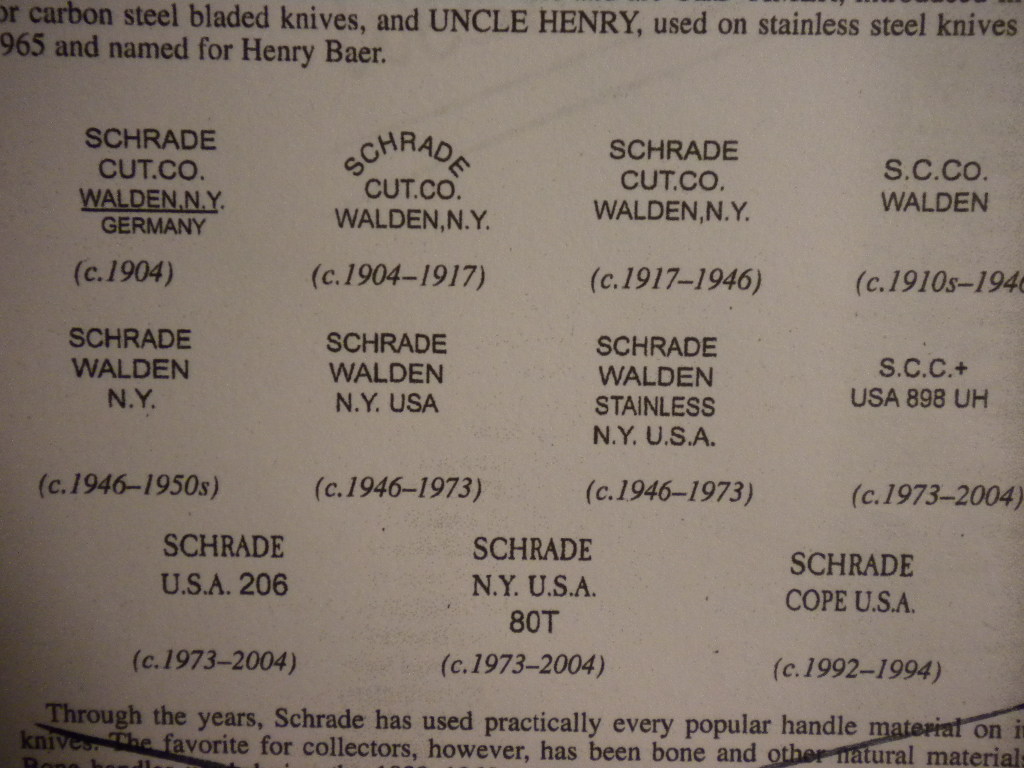 or carbon steel bladed knives, and UNCLE HENRY, used on stainless steel knives
965 and named for Henry Baer.
SCHRADE
CUT.CO.
WALDEN,N.Y.
GERMANY
(c.1904)
SCHRADE
CUT.CO.
WALDEN,N.Y.
(c.1904–1917)
SCHRADE
CUT.CO.
WALDEN,N.Y.
(c.1917–1946)
S.C.CO.
WALDEN
(c.1910s–1946
SCHRADE
WALDEN
N.Y.
(c.1946–1950s)
SCHRADE
WALDEN
N.Y. USA
(c.1946–1973)
SCHRADE
WALDEN
STAINLESS
N.Y. U.S.A.
(c.1946–1973)
S.C.C.+
USA 898 UH
(c.1973–2004)
SCHRADE
U.S.A. 206
(c.1973–2004)
SCHRADE
N.Y. U.S.A.
80T
(c.1973–2004)
SCHRADE
COPE U.S.A.
(c.1992–1994)
Through the years, Schrade has used practically every popular handle material on
knives. The favorite for collectors, however, has been bone and other natural materials